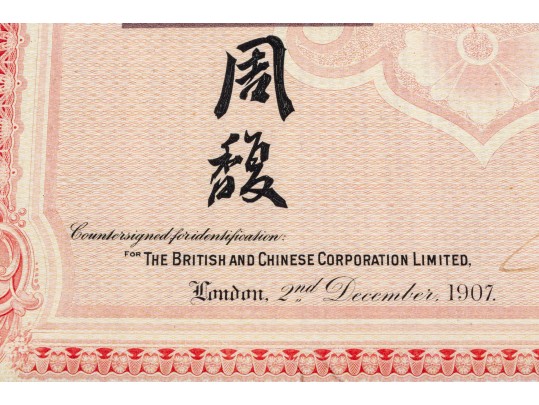 周
馥
Countersigned for identification:
FOR THE BRITISH AND CHINESE CORPORATION LIMITED,
London, 2nd December, 1907.